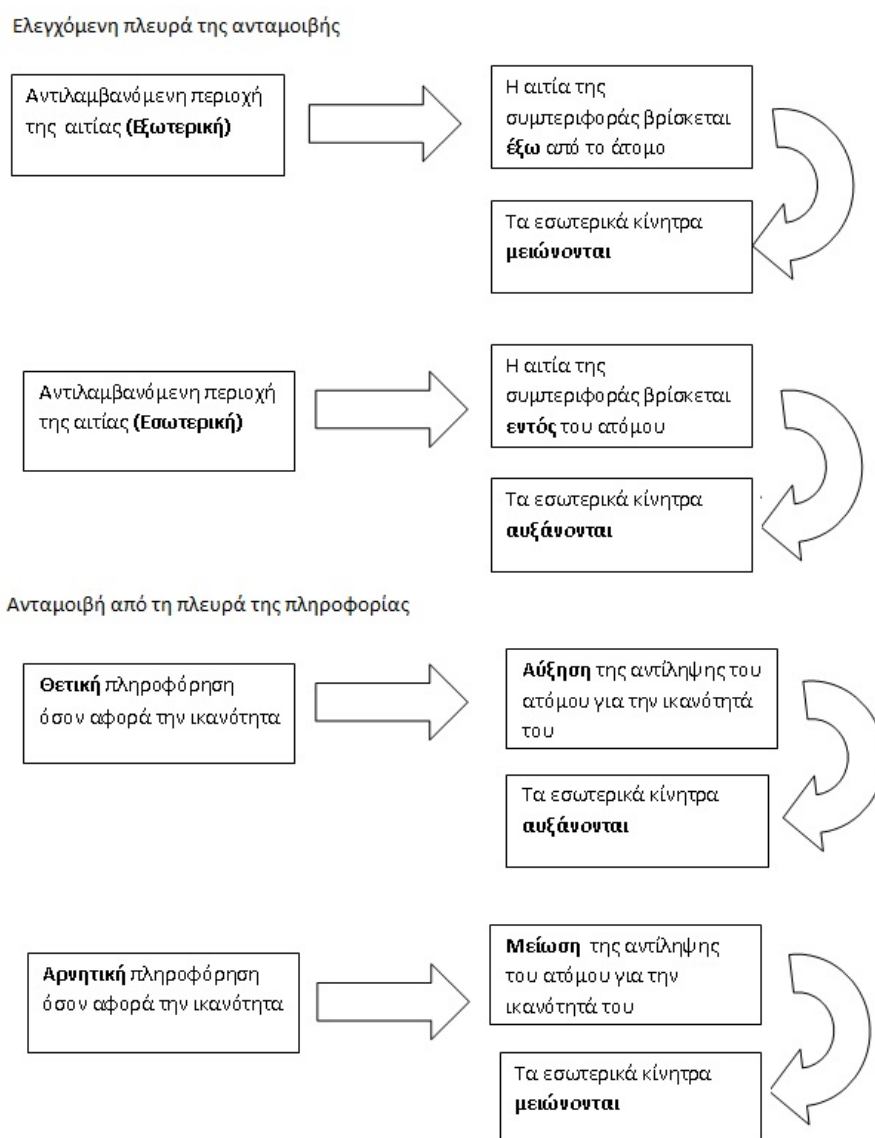 Ελεγχόμενη πλευρά της ανταμοιβής
Αντιλαμβανόμενη περιοχή
της αιτίας (Εξωτερική)
Η αιτία της
συμπεριφοράς βρίσκεται
έξω από το άτομο
Τα εσωτερικά κίνητρα
μειώνονται
Αντιλαμβανόμενη περιοχή
της αιτίας (Εσωτερική)
Η αιτία της
συμπεριφοράς βρίσκεται
εντός του ατόμου
Τα εσωτερικά κίνητρα
αυξάνονται
Ανταμοιβή από τη πλευρά της πληροφορίας
Θετική πληροφόρηση
όσον αφορά την ικανότητα
Αύξηση της αντίληψης του
ατόμου για την ικανότητά
του
Τα εσωτερικά κίνητρα
αυξάνονται
Αρνητική πληροφόρηση
όσον αφορά την ικανότητα
Μείωση της αντίληψης
του ατόμου για την
ικανότητά του
Τα εσωτερικά κίνητρα
μειώνονται